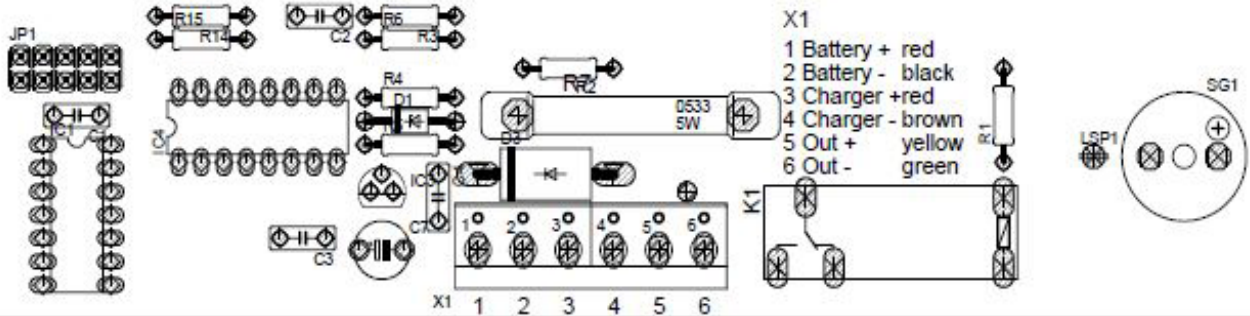 JP1
R15
R14
C2
R6
R3
R4
D1
IC1
IC4
R2
0533
5W
D3
IC3
C7
C3
X1
1 Battery + red
2 Battery - black
3 Charger +red
4 Charger - brown
5 Out + yellow
6 Out - green
R1
K1
LSP1
SG1
+
1 2 3 4 5 6
X1 1 2 3 4 5 6